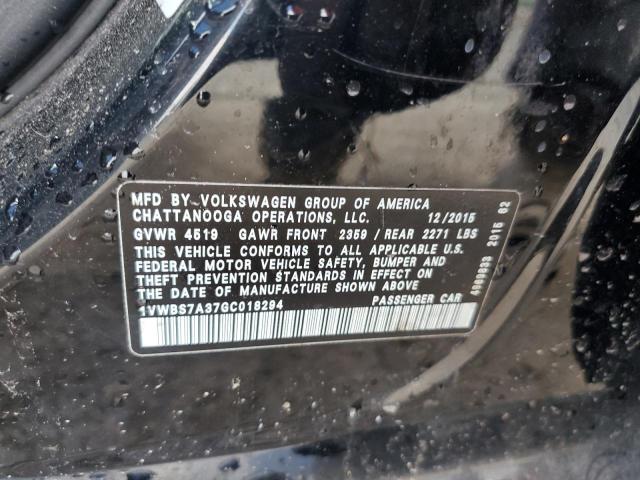 MFD BY VOLKSWAGEN GROUP OF AMERICA
CHATTANOOGA OPERATIONS, LLC. 12/2015
GVWR 4519 GAWR FRONT 2359 / REAR 2271 LBS
THIS VEHICLE CONFORMS TO ALL APPLICABLE U.S.
FEDERAL MOTOR VEHICLE SAFETY, BUMPER AND
THEFT PREVENTION STANDARDS IN EFFECT ON
THE DATE OF MANUFACTURE SHOWN ABOVE.
1VWBS7A37GC018294 PASSENGER CAR
2015 62